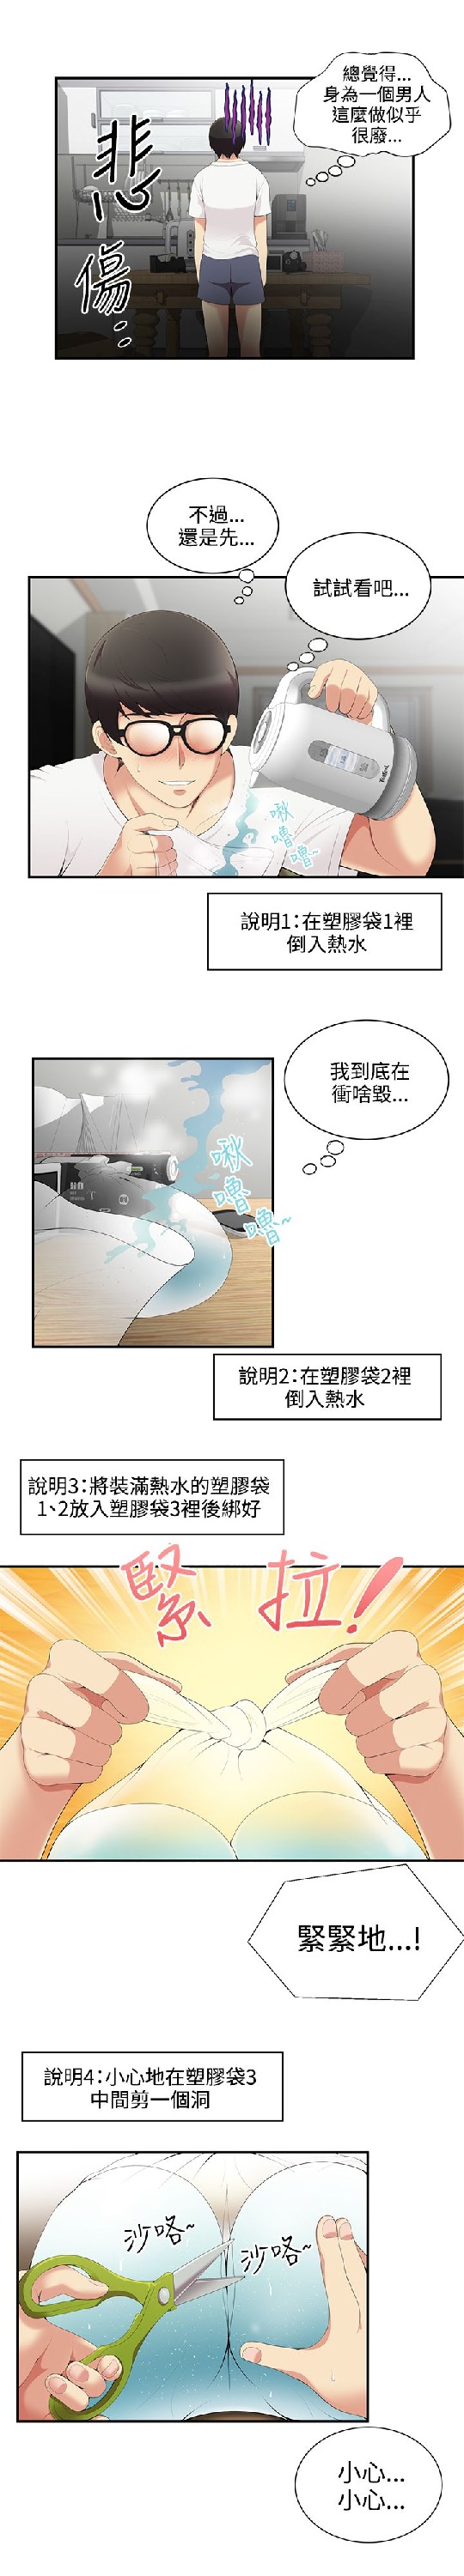 總覺得...
身為一個男人
這麼做似乎
很廢...
悲
傷...
不過...
還是先...
試試看吧...
啾
嚕
嚕~
說明1:在塑膠袋1裡
倒入熱水
我到底在
衝啥毀...
啾
嚕
嚕~
說明2:在塑膠袋2裡
倒入熱水
說明3:將裝滿熱水的塑膠袋
1、2放入塑膠袋3裡後綁好
緊 拉!
緊緊地...!
說明4:小心地在塑膠袋3
中間剪一個洞
沙咯~
沙咯~
小心...
小心...